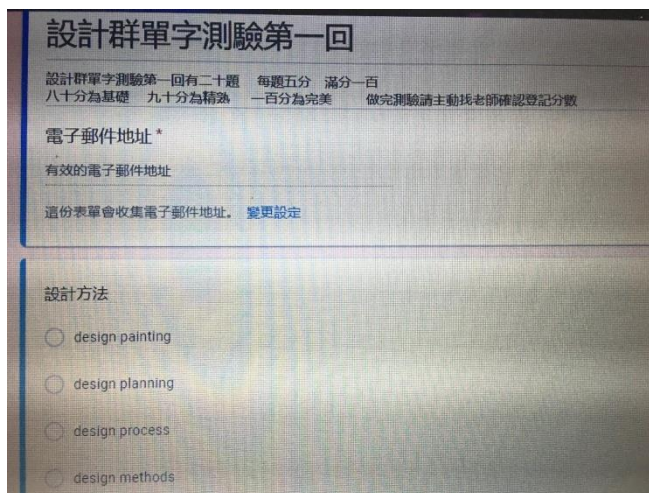 設計群單字測驗第一回
設計群單字測驗第一回有二十題 每題五分 滿分一百
八十分為基礎 九十分為精熟 一百分為完美 做完測驗請主動找老師確認登記分數
電子郵件地址*
有效的電子郵件地址
這份表單會收集電子郵件地址。 變更設定
設計方法
design painting
design planning
design process
design methods